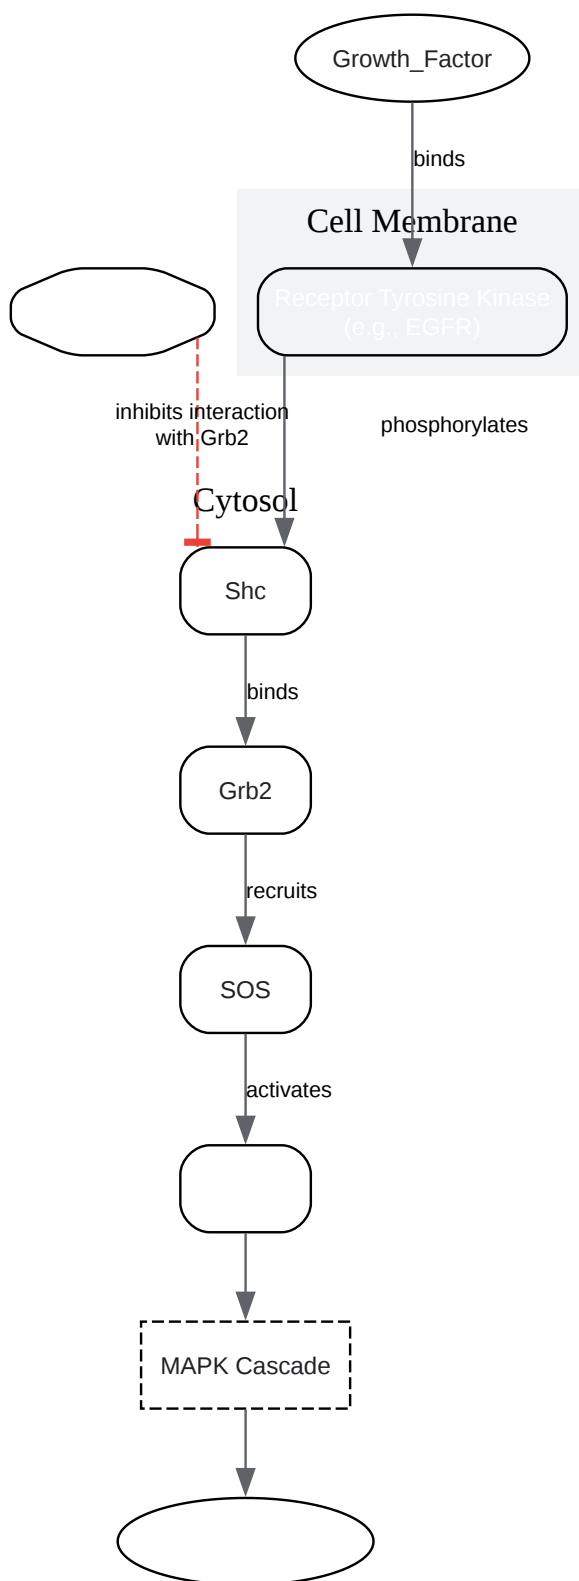 Growth_Factor
binds
Cell Membrane
Receptor Tyrosine Kinase
(e.g., EGFR)
inhibits interaction
with Grb2
phosphorylates
Cytosol
Shc
binds
Grb2
recruits
SOS
activates
MAPK Cascade